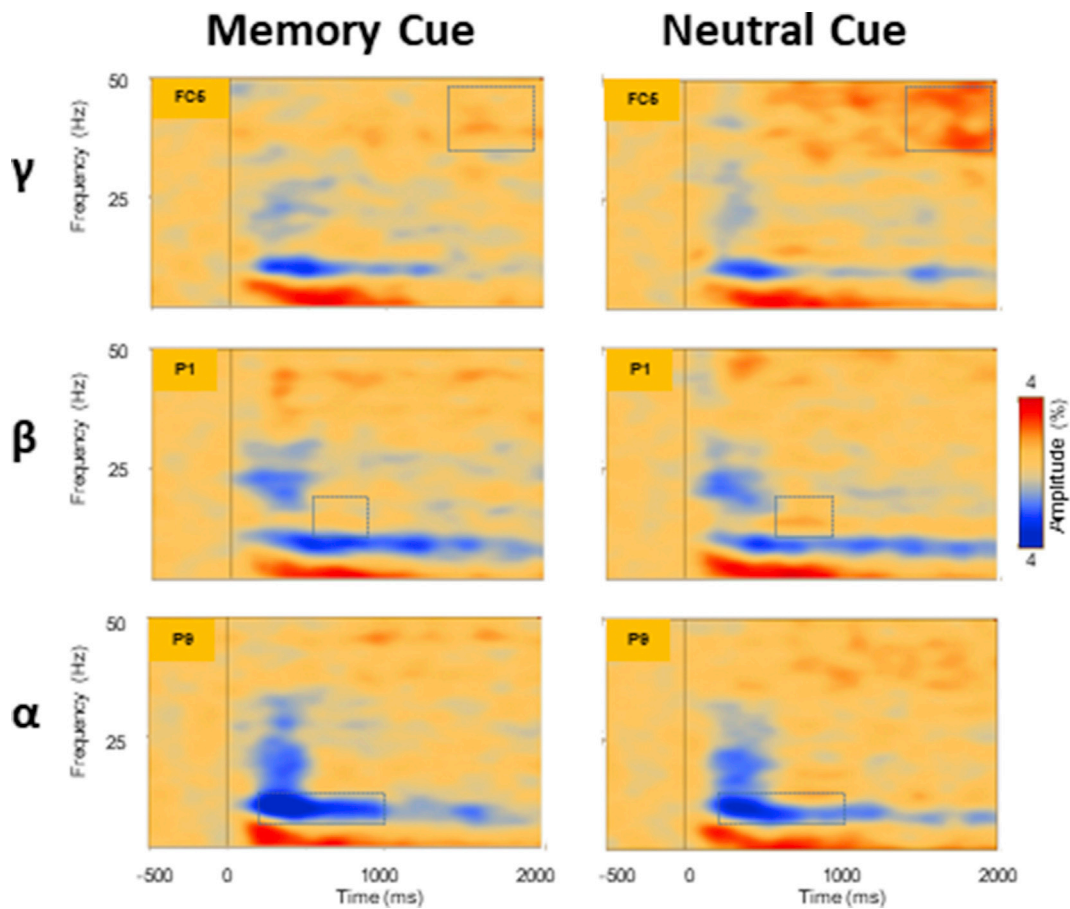 Memory Cue
Neutral Cue
γ
Frequency (Hz)
50
25
FC5
FC5
β
Frequency (Hz)
50
25
P1
P1
4
Amplitude (%)
4
α
Frequency (Hz)
50
25
P9
P9
-500 0 1000 2000
Time (ms)
-500 0 1000 2000
Time (ms)